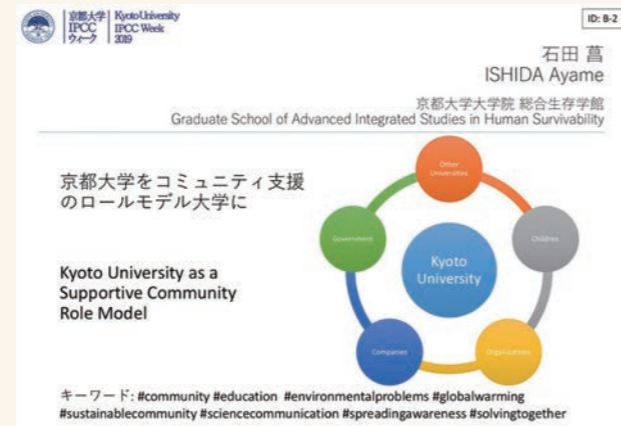 京都大学
IPCC
ウィーク
Kyoto University
IPCC Week
2019
ID: B-2
石田 菖
ISHIDA Ayame
京都大学大学院 総合生存学館
Graduate School of Advanced Integrated Studies in Human Survivability
京都大学をコミュニティ支援
のロールモデル大学に
Kyoto University as a
Supportive Community
Role Model
Other
Universities
Government
Children
Kyoto
University
Companies
Organizations
キーワード: #community #education #environmentalproblems #globalwarming
#sustainablecommunity #sciencecommunication #spreadingawareness #solvingtogether